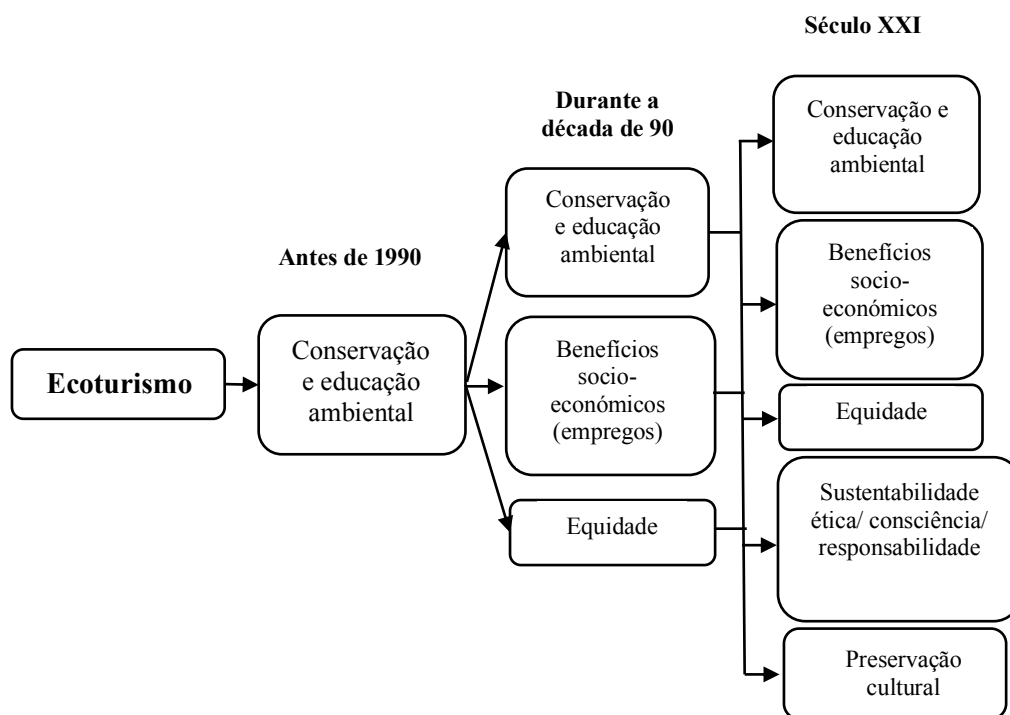 Ecoturismo
Antes de 1990
Conservação
e educação
ambiental
Durante a
década de 90
Conservação
e educação
ambiental
Benefícios
socio-
económicos
(empregos)
Equidade
Século XXI
Conservação e
educação
ambiental
Benefícios
socio-
económicos
(empregos)
Equidade
Sustentabilidade
ética/ consciência/
responsabilidade
Preservação
cultural